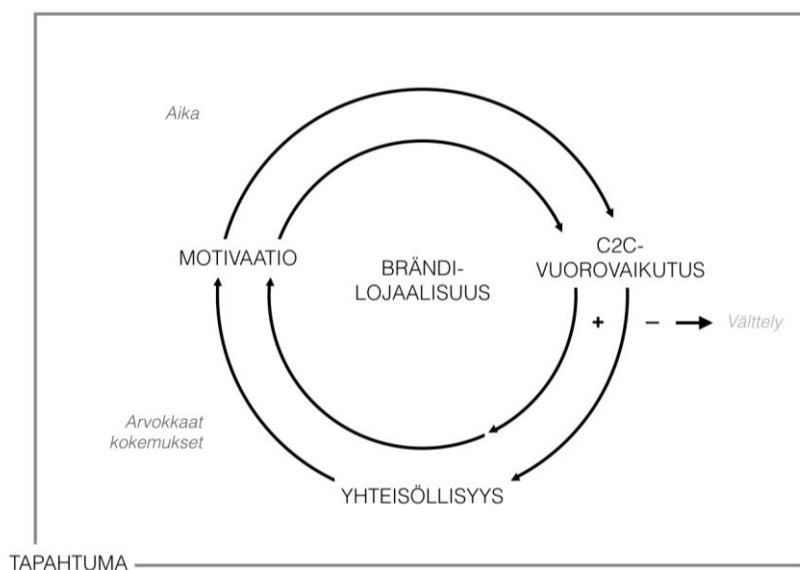 Aika
MOTIVAATIO
BRÄNDI-
LOJAALISUUS
C2C-
VUOROVAIKUTUS
+ – Välttely
Arvokkaat
kokemukset
YHTEISÖLLISYYS
TAPAHTUMA